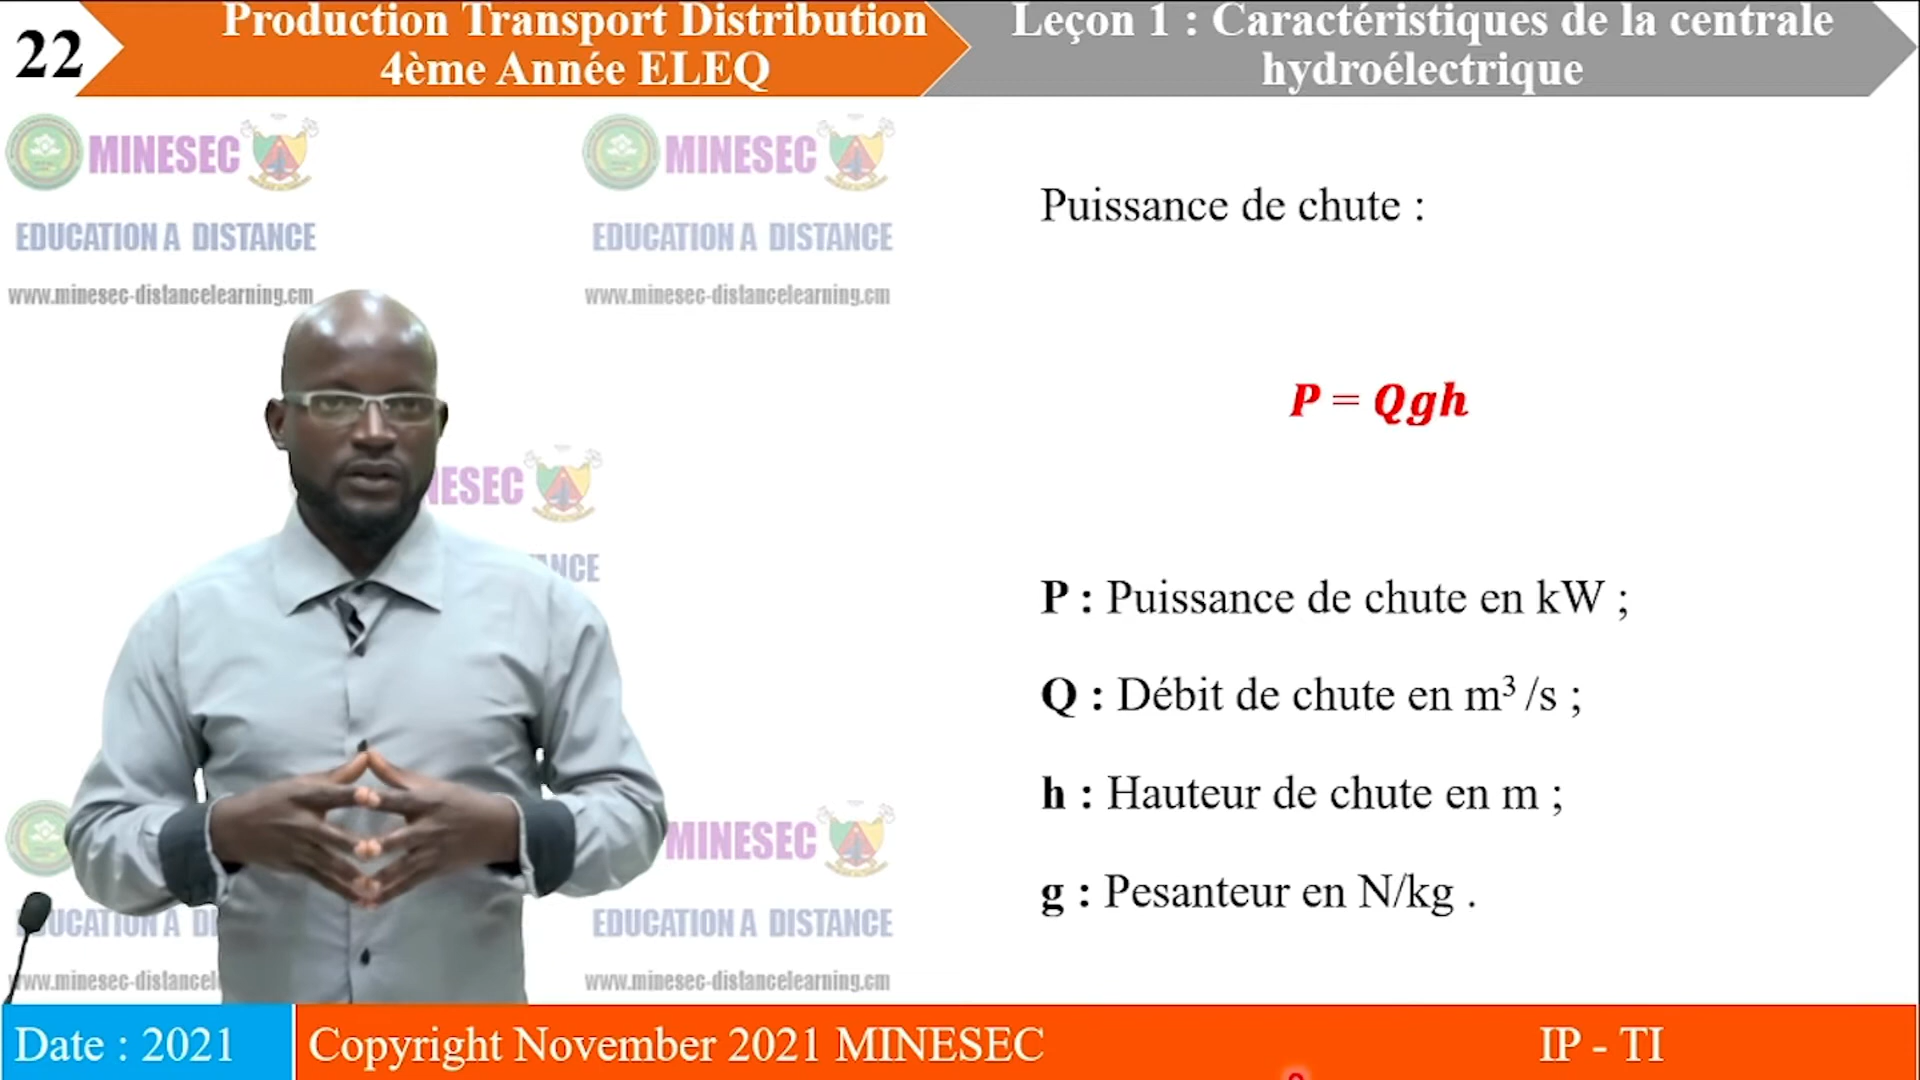 22
Production Transport Distribution
4ème Année ELEQ
Leçon 1 : Caractéristiques de la centrale
hydroélectrique
MINESEC
EDUCATION A DISTANCE
www.minesec-distancelearning.cm
MINESEC
EDUCATION A DISTANCE
www.minesec-distancelearning.cm
Puissance de chute :
P = Qgh
P : Puissance de chute en kW ;
Q : Débit de chute en m³ /s ;
h : Hauteur de chute en m ;
g : Pesanteur en N/kg .
MINESEC
EDUCATION A DISTANCE
www.minesec-distancelearning.cm
Date : 2021
Copyright November 2021 MINESEC
IP - TI